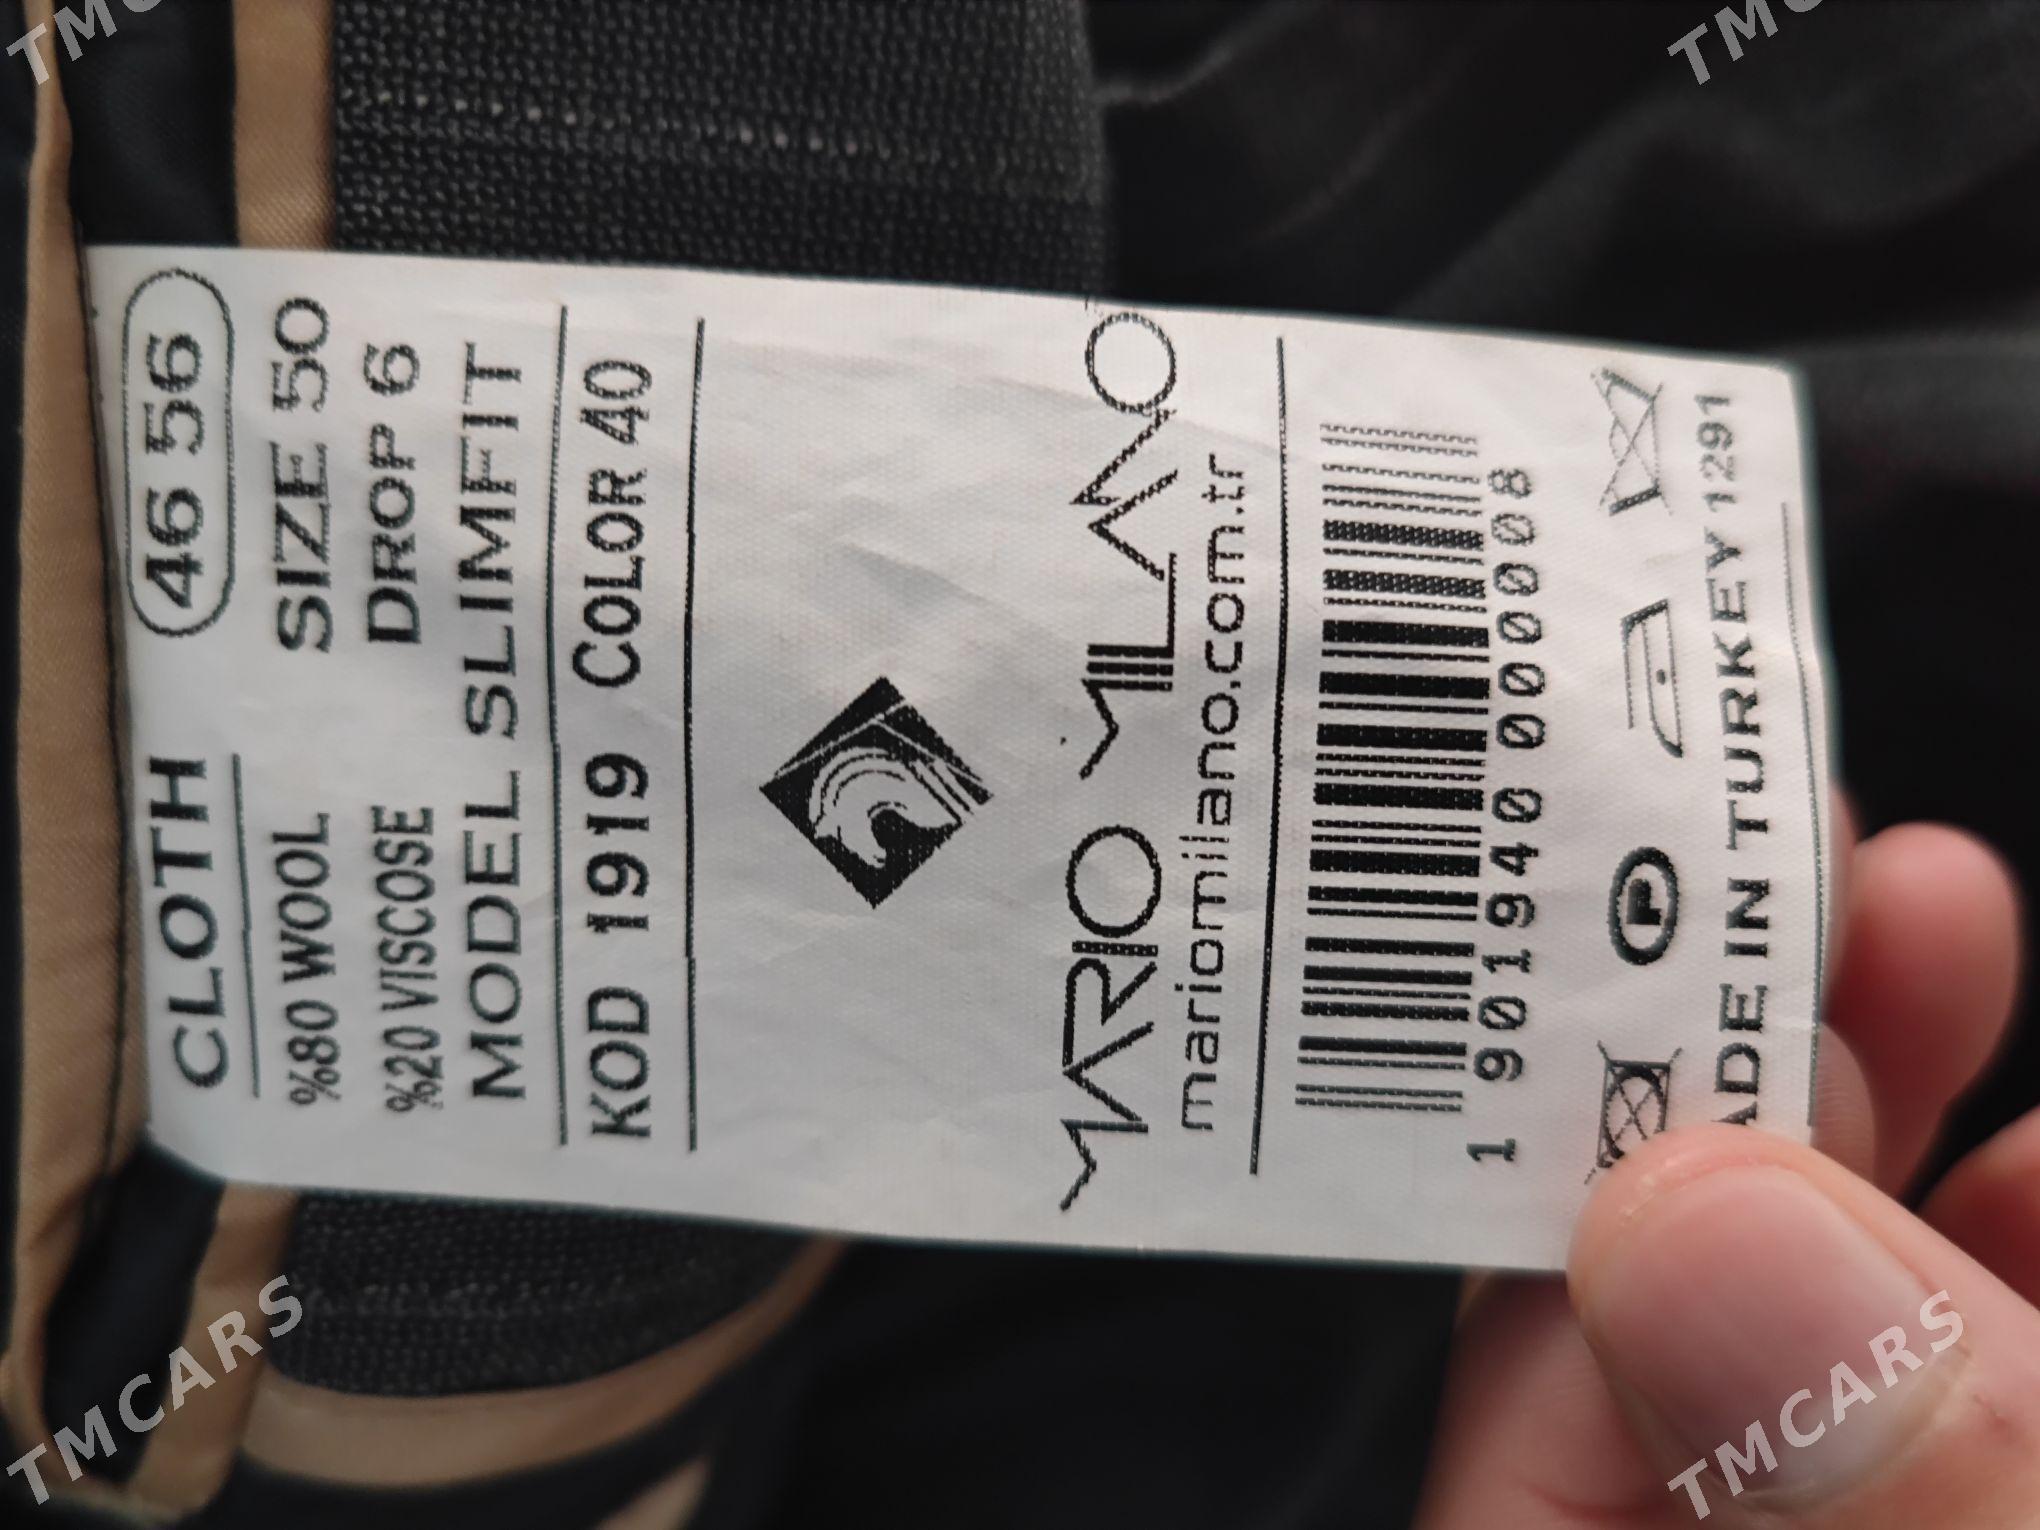 CLOTH 46 56
%80 WOOL SIZE 50
%20 VISCOSE DROP 6
MODEL SLIMFIT
KOD 1919 COLOR 40
MARIO MILANO
mariomilano.com.tr
1 901940 000008
P
ADE IN TURKEY 1291
TMCARS
TMCARS